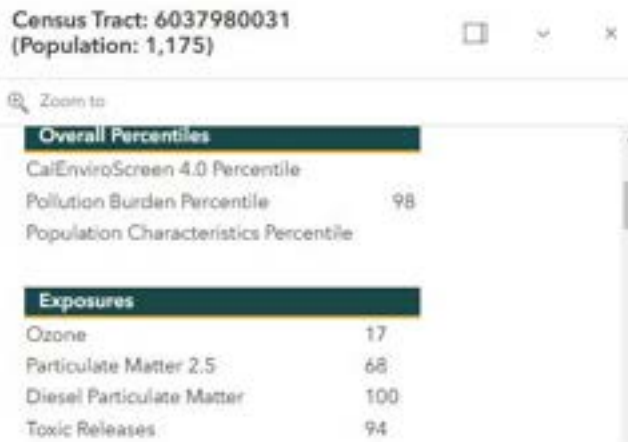 Census Tract: 6037980031
(Population: 1,175)
Zoom to
Overall Percentiles
CalEnviroScreen 4.0 Percentile
Pollution Burden Percentile 98
Population Characteristics Percentile
Exposures
Ozone 17
Particulate Matter 2.5 68
Diesel Particulate Matter 100
Toxic Releases 94